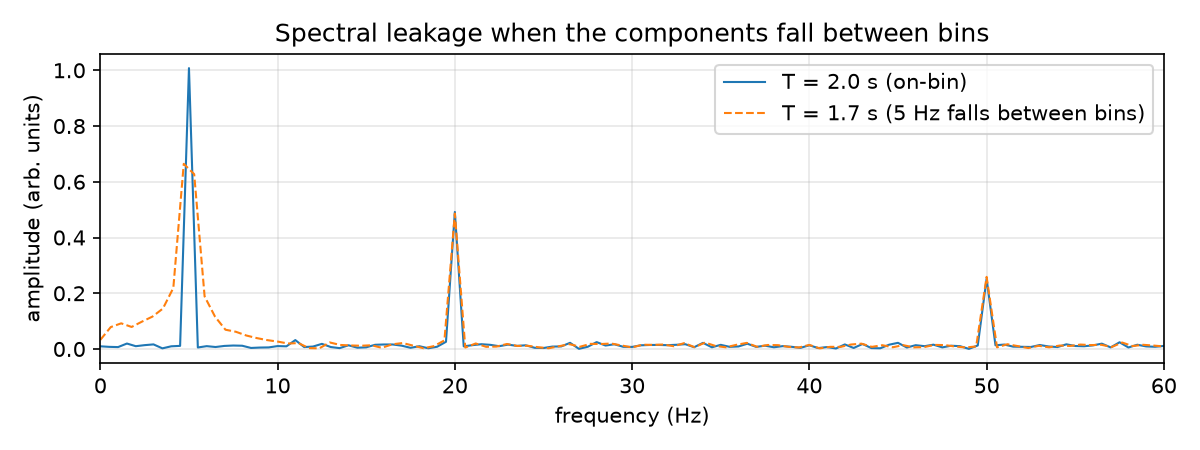 Spectral leakage when the components fall between bins
T = 2.0 s (on-bin)
T = 1.7 s (5 Hz falls between bins)
amplitude (arb. units)
1.0
0.8
0.6
0.4
0.2
0.0
0 10 20 30 40 50 60
frequency (Hz)